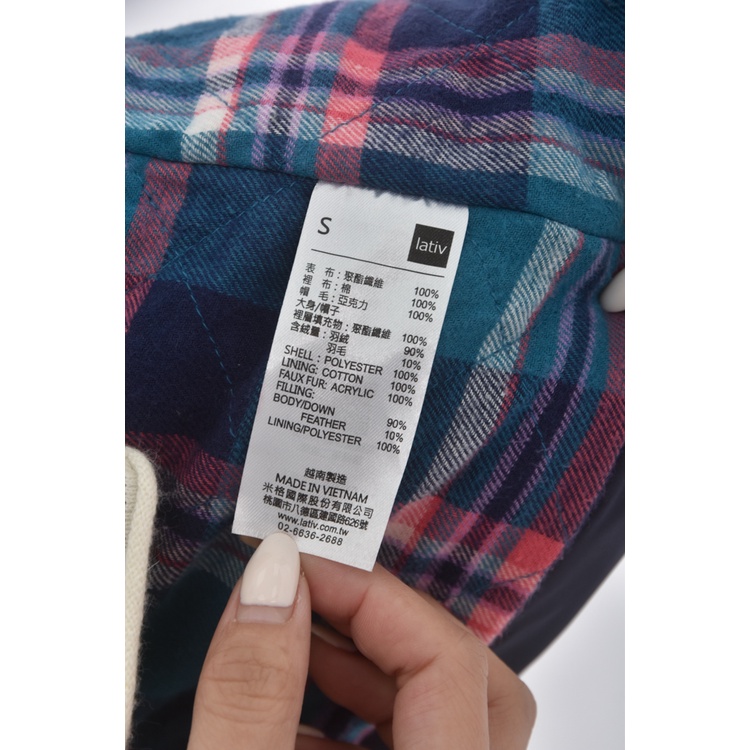 S
lativ
表 布：聚酯纖維 100%
裡 布：棉 100%
帽 毛：亞克力 100%
大身/帽子
裡層填充物：聚酯纖維 100%
含絨量：羽絨 90%
羽毛 10%
SHELL : POLYESTER 100%
LINING: COTTON 100%
FAUX FUR: ACRYLIC 100%
FILLING:
BODY/DOWN 90%
FEATHER 10%
LINING/POLYESTER 100%
越南製造
MADE IN VIETNAM
米格國際股份有限公司
桃園市八德區建國路626號
www.lativ.com.tw
02-6636-2688